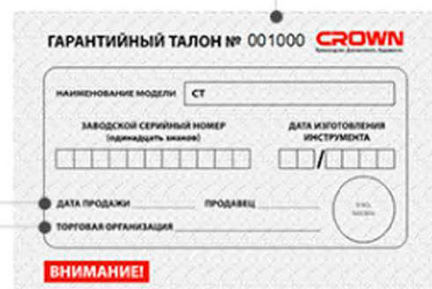 ГАРАНТИЙНЫЙ ТАЛОН № 001000 CROWN
НАИМЕНОВАНИЕ МОДЕЛИ CT
ЗАВОДСКОЙ СЕРИЙНЫЙ НОМЕР
(одинадцать знаков)
ДАТА ИЗГОТОВЛЕНИЯ
ИНСТРУМЕНТА
/
ДАТА ПРОДАЖИ ПРОДАВЕЦ
ТОРГОВАЯ ОРГАНИЗАЦИЯ
ВНИМАНИЕ!